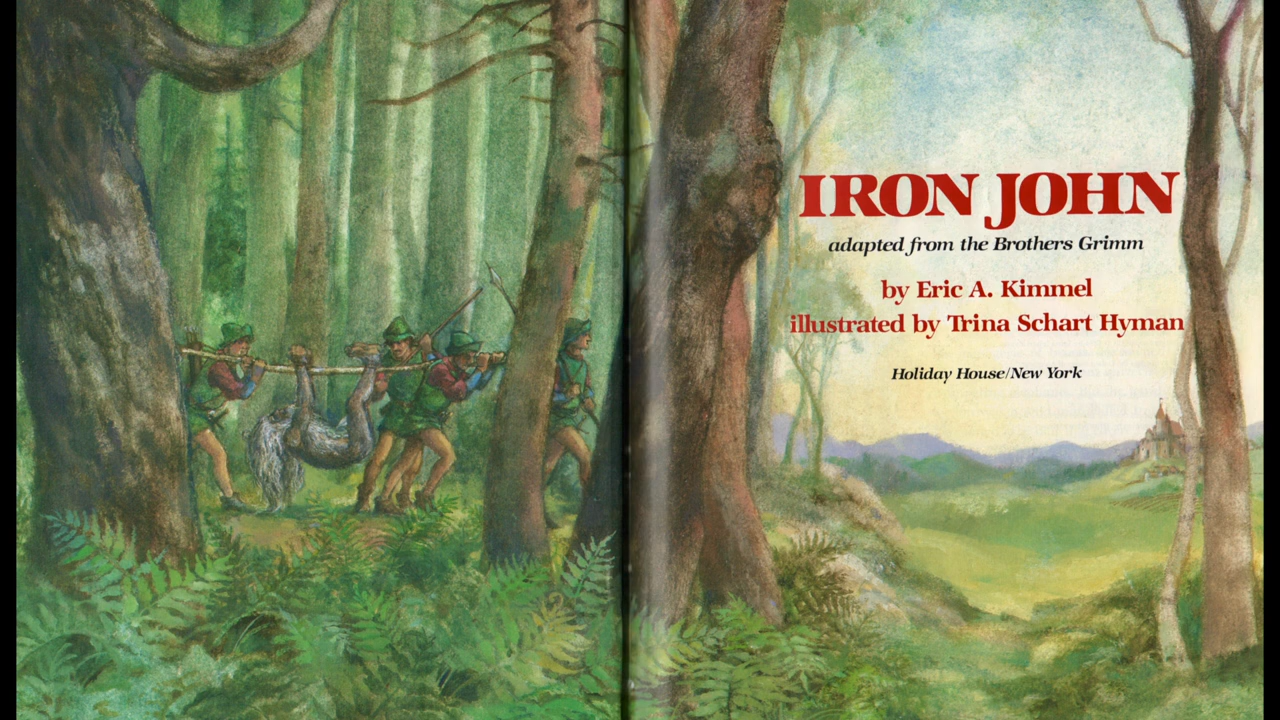 IRON JOHN
adapted from the Brothers Grimm
by Eric A. Kimmel
illustrated by Trina Schart Hyman
Holiday House/New York